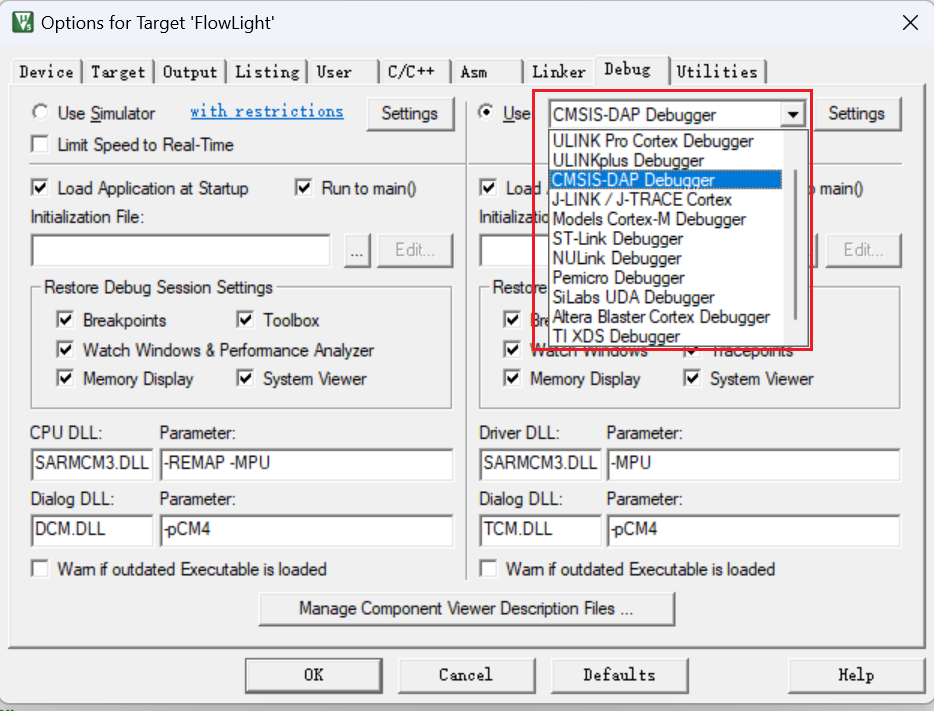 Options for Target 'FlowLight'
Device Target Output Listing User C/C++ Asm Linker Debug Utilities
Use Simulator with restrictions Settings
Limit Speed to Real-Time
Load Application at Startup Run to main()
Initialization File:
... Edit...
Restore Debug Session Settings
Breakpoints Toolbox
Watch Windows & Performance Analyzer
Memory Display System Viewer
CPU DLL: Parameter:
SARMCM3.DLL -REMAP -MPU
Dialog DLL: Parameter:
DCM.DLL -pCM4
Warn if outdated Executable is loaded
Use CMSIS-DAP Debugger Settings
ULINK Pro Cortex Debugger
ULINKplus Debugger
CMSIS-DAP Debugger
J-LINK / J-TRACE Cortex
Models Cortex-M Debugger
ST-Link Debugger
NULink Debugger
Pemicro Debugger
SiLabs UDA Debugger
Altera Blaster Cortex Debugger
TI XDS Debugger
Load main()
Edit...
Watch Windows Tracepoints
Memory Display System Viewer
Driver DLL: Parameter:
SARMCM3.DLL -MPU
Dialog DLL: Parameter:
TCM.DLL -pCM4
Warn if outdated Executable is loaded
Manage Component Viewer Description Files ...
OK Cancel Defaults Help